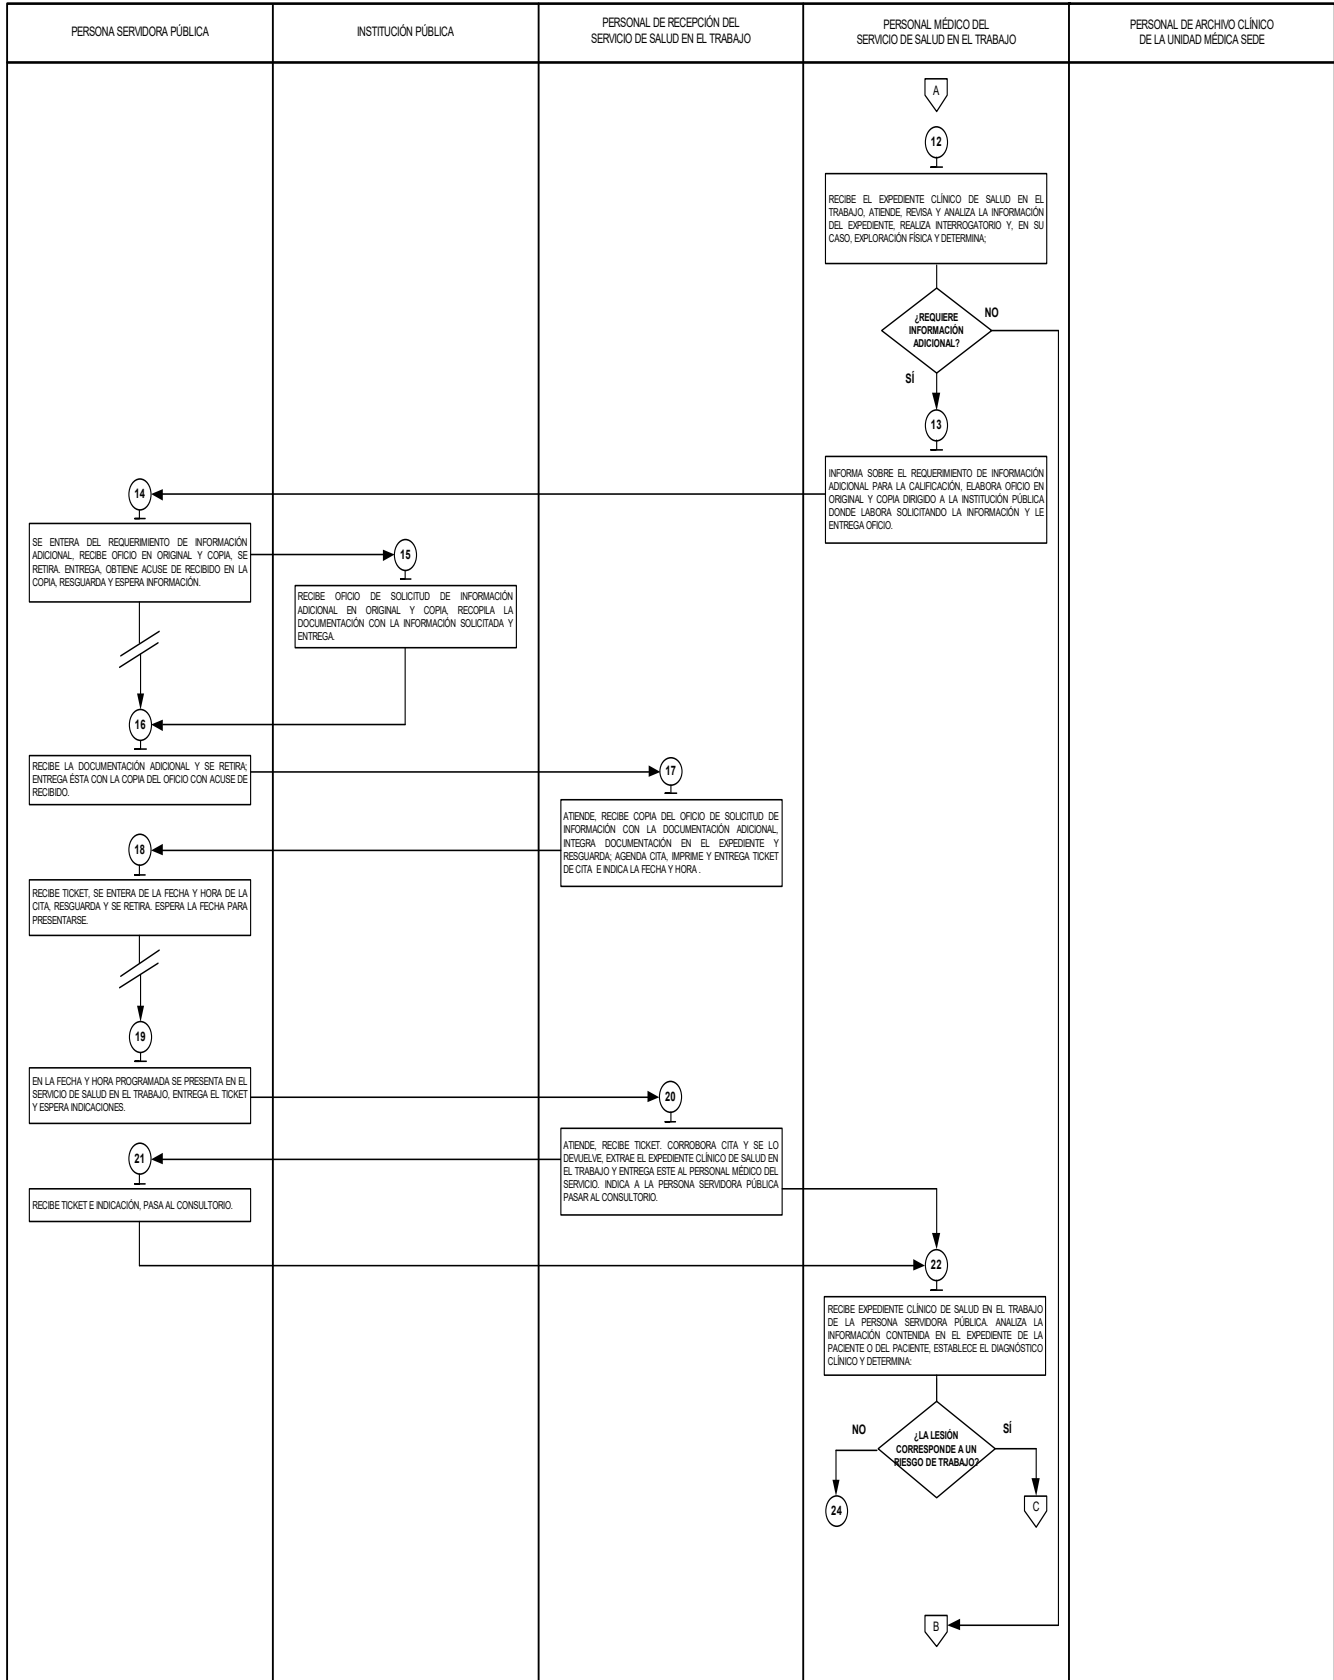 PERSONA SERVIDORA PÚBLICA
INSTITUCIÓN PÚBLICA
PERSONAL DE RECEPCIÓN DEL
SERVICIO DE SALUD EN EL TRABAJO
PERSONAL MÉDICO DEL
SERVICIO DE SALUD EN EL TRABAJO
PERSONAL DE ARCHIVO CLÍNICO
DE LA UNIDAD MÉDICA SEDE
A
12
RECIBE EL EXPEDIENTE CLÍNICO DE SALUD EN EL
TRABAJO, ATIENDE, REVISA Y ANALIZA LA INFORMACIÓN
DEL EXPEDIENTE, REALIZA INTERROGATORIO Y, EN SU
CASO, EXPLORACIÓN FÍSICA Y DETERMINA;
¿REQUIERE
INFORMACIÓN
ADICIONAL?
NO
SÍ
13
INFORMA SOBRE EL REQUERIMIENTO DE INFORMACIÓN
ADICIONAL PARA LA CALIFICACIÓN, ELABORA OFICIO EN
ORIGINAL Y COPIA DIRIGIDO A LA INSTITUCIÓN PÚBLICA
DONDE LABORA SOLICITANDO LA INFORMACIÓN Y LE
ENTREGA OFICIO.
14
SE ENTERA DEL REQUERIMIENTO DE INFORMACIÓN
ADICIONAL, RECIBE OFICIO EN ORIGINAL Y COPIA, SE
RETIRA. ENTREGA, OBTIENE ACUSE DE RECIBIDO EN LA
COPIA, RESGUARDA Y ESPERA INFORMACIÓN.
15
RECIBE OFICIO DE SOLICITUD DE INFORMACIÓN
ADICIONAL EN ORIGINAL Y COPIA, RECOPILA LA
DOCUMENTACIÓN CON LA INFORMACIÓN SOLICITADA Y
ENTREGA.
16
RECIBE LA DOCUMENTACIÓN ADICIONAL Y SE RETIRA;
ENTREGA ÉSTA CON LA COPIA DEL OFICIO CON ACUSE DE
RECIBIDO.
17
ATIENDE, RECIBE COPIA DEL OFICIO DE SOLICITUD DE
INFORMACIÓN CON LA DOCUMENTACIÓN ADICIONAL,
INTEGRA DOCUMENTACIÓN EN EL EXPEDIENTE Y
RESGUARDA; AGENDA CITA, IMPRIME Y ENTREGA TICKET
DE CITA E INDICA LA FECHA Y HORA .
18
RECIBE TICKET, SE ENTERA DE LA FECHA Y HORA DE LA
CITA, RESGUARDA Y SE RETIRA. ESPERA LA FECHA PARA
PRESENTARSE.
19
EN LA FECHA Y HORA PROGRAMADA SE PRESENTA EN EL
SERVICIO DE SALUD EN EL TRABAJO, ENTREGA EL TICKET
Y ESPERA INDICACIONES.
20
ATIENDE, RECIBE TICKET. CORROBORA CITA Y SE LO
DEVUELVE, EXTRAE EL EXPEDIENTE CLÍNICO DE SALUD EN
EL TRABAJO Y ENTREGA ESTE AL PERSONAL MÉDICO DEL
SERVICIO. INDICA A LA PERSONA SERVIDORA PÚBLICA
PASAR AL CONSULTORIO.
21
RECIBE TICKET E INDICACIÓN, PASA AL CONSULTORIO.
22
RECIBE EXPEDIENTE CLÍNICO DE SALUD EN EL TRABAJO
DE LA PERSONA SERVIDORA PÚBLICA. ANALIZA LA
INFORMACIÓN CONTENIDA EN EL EXPEDIENTE DE LA
PACIENTE O DEL PACIENTE, ESTABLECE EL DIAGNÓSTICO
CLÍNICO Y DETERMINA:
NO
¿LA LESIÓN
CORRESPONDE A UN
RIESGO DE TRABAJO?
SÍ
24
C
B